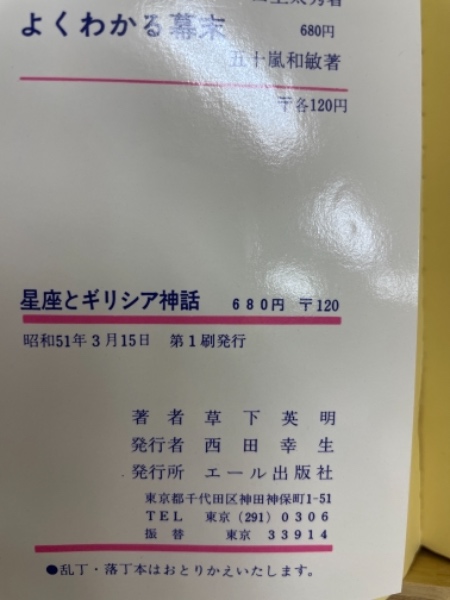 よくわかる幕末 680円
五十嵐和敏著
〒各120円
星座とギリシア神話 680円 〒120
昭和51年3月15日 第1刷発行
著者 草下英明
発行者 西田幸生
発行所 エール出版社
東京都千代田区神田神保町1-51
TEL 東京(291)0306
振替 東京 33914
●乱丁・落丁本はおとりかえいたします。